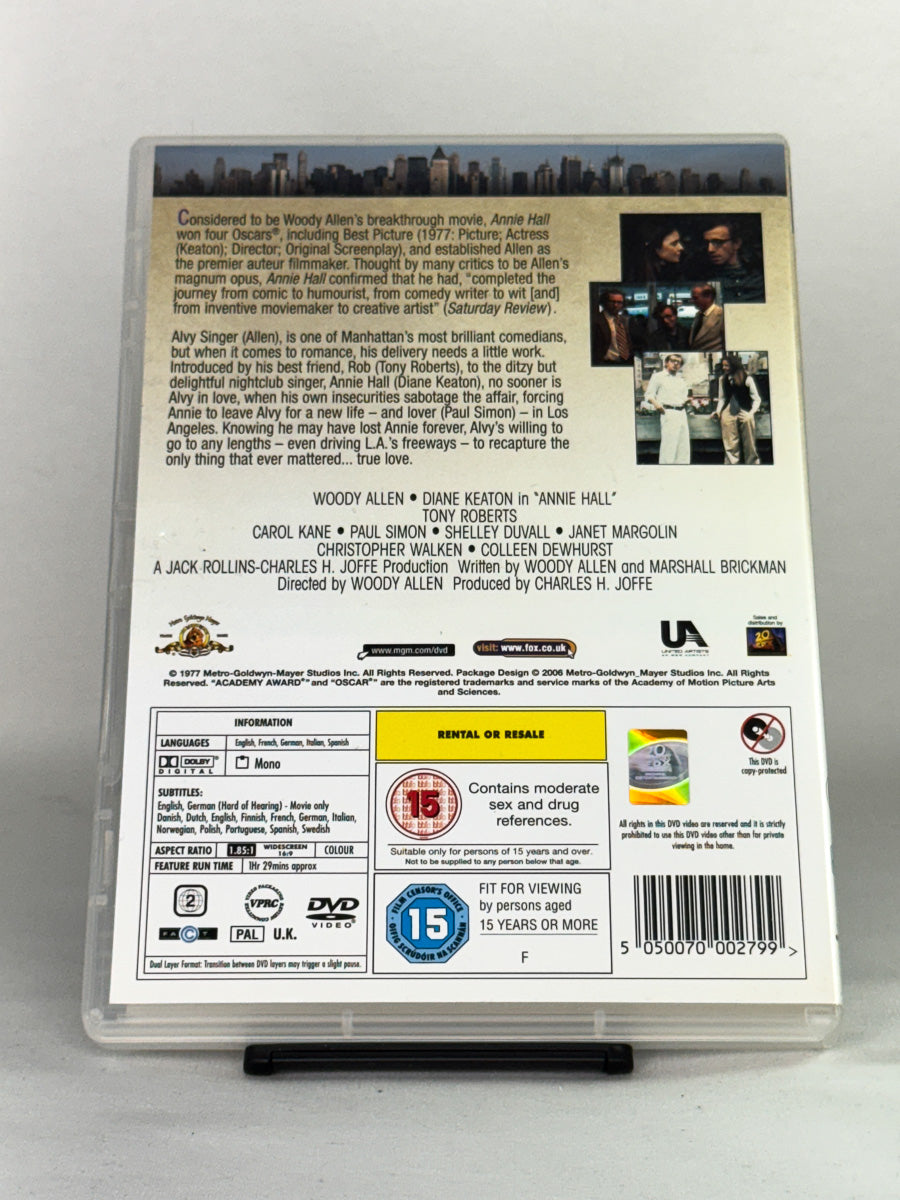 Considered to be Woody Allen's breakthrough movie, Annie Hall
won four Oscars®, including Best Picture (1977: Picture; Actress
(Keaton); Director; Original Screenplay), and established Allen as
the premier auteur filmmaker. Thought by many critics to be Allen's
magnum opus, Annie Hall confirmed that he had, "completed the
journey from comic to humourist, from comedy writer to wit [and]
from inventive moviemaker to creative artist" (Saturday Review).
Alvy Singer (Allen), is one of Manhattan's most brilliant comedians,
but when it comes to romance, his delivery needs a little work.
Introduced by his best friend, Rob (Tony Roberts), to the ditzy but
delightful nightclub singer, Annie Hall (Diane Keaton), no sooner is
Alvy in love, when his own insecurities sabotage the affair, forcing
Annie to leave Alvy for a new life – and lover (Paul Simon) – in Los
Angeles. Knowing he may have lost Annie forever, Alvy's willing to
go to any lengths – even driving L.A.'s freeways – to recapture the
only thing that ever mattered... true love.
WOODY ALLEN • DIANE KEATON in "ANNIE HALL"
TONY ROBERTS
CAROL KANE • PAUL SIMON • SHELLEY DUVALL • JANET MARGOLIN
CHRISTOPHER WALKEN • COLLEEN DEWHURST
A JACK ROLLINS-CHARLES H. JOFFE Production Written by WOODY ALLEN and MARSHALL BRICKMAN
Directed by WOODY ALLEN Produced by CHARLES H. JOFFE
Metro Goldwyn Mayer
www.mgm.com/dvd
visit: www.fox.co.uk
UA
UNITED ARTISTS
Sales and
distribution by
20
© 1977 Metro-Goldwyn-Mayer Studios Inc. All Rights Reserved. Package Design © 2006 Metro-Goldwyn_Mayer Studios Inc. All Rights
Reserved. "ACADEMY AWARD®" and "OSCAR®" are the registered trademarks and service marks of the Academy of Motion Picture Arts
and Sciences.
INFORMATION
LANGUAGES English, French, German, Italian, Spanish
DOLBY® DIGITAL Mono
SUBTITLES:
English, German (Hard of Hearing) - Movie only
Danish, Dutch, English, Finnish, French, German, Italian,
Norwegian, Polish, Portuguese, Spanish, Swedish
ASPECT RATIO 1.85:1 WIDESCREEN 16:9 COLOUR
FEATURE RUN TIME 1Hr 29mins approx
2
VIDEO PACKAGING
VPRC
DVD
VIDEO
FACT
PAL U.K.
Dual Layer Format: Transition between DVD layers may trigger a slight pause.
RENTAL OR RESALE
15
Contains moderate
sex and drug
references.
Suitable only for persons of 15 years and over.
Not to be supplied to any person below that age.
FILM CENSOR'S OFFICE
15
OIFIG SCRÚDÓIR NA SCANNÁN
FIT FOR VIEWING
by persons aged
15 YEARS OR MORE
F
This DVD is
copy-protected
All rights in this DVD video are reserved and it is strictly
prohibited to use this DVD video other than for private
viewing in the home.
5 050070 002799 >